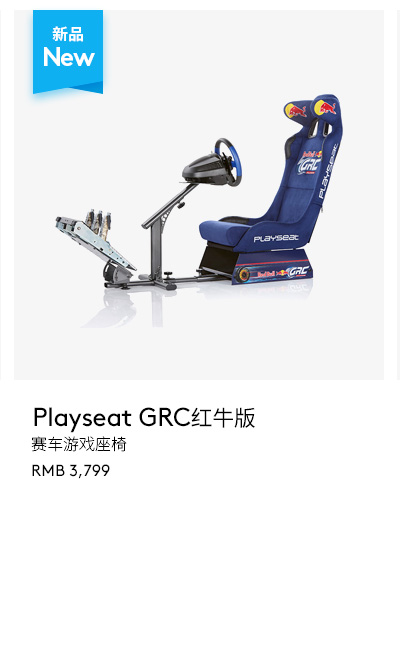 新品
New
Red Bull
GRC
PLAYSEAT
PLAYSEAT
Red Bull GRC
Playseat GRC红牛版
赛车游戏座椅
RMB 3,799